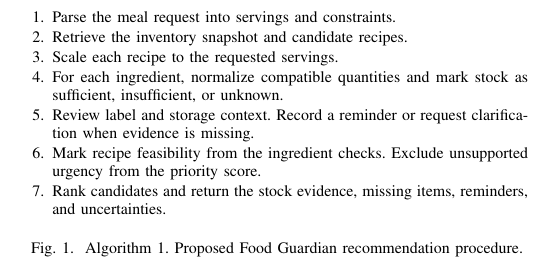 1. Parse the meal request into servings and constraints.
2. Retrieve the inventory snapshot and candidate recipes.
3. Scale each recipe to the requested servings.
4. For each ingredient, normalize compatible quantities and mark stock as
sufficient, insufficient, or unknown.
5. Review label and storage context. Record a reminder or request clarifica-
tion when evidence is missing.
6. Mark recipe feasibility from the ingredient checks. Exclude unsupported
urgency from the priority score.
7. Rank candidates and return the stock evidence, missing items, reminders,
and uncertainties.
Fig. 1. Algorithm 1. Proposed Food Guardian recommendation procedure.